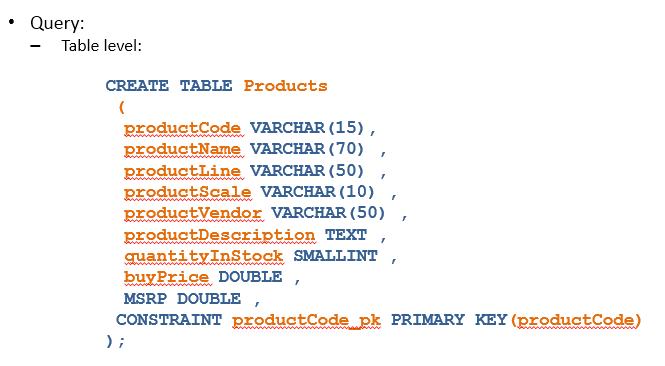 • Query:
– Table level:
CREATE TABLE Products
(
productCode VARCHAR(15),
productName VARCHAR(70) ,
productLine VARCHAR(50) ,
productScale VARCHAR(10) ,
productVendor VARCHAR(50) ,
productDescription TEXT ,
quantityInStock SMALLINT ,
buyPrice DOUBLE ,
MSRP DOUBLE ,
CONSTRAINT productCode_pk PRIMARY KEY(productCode)
);